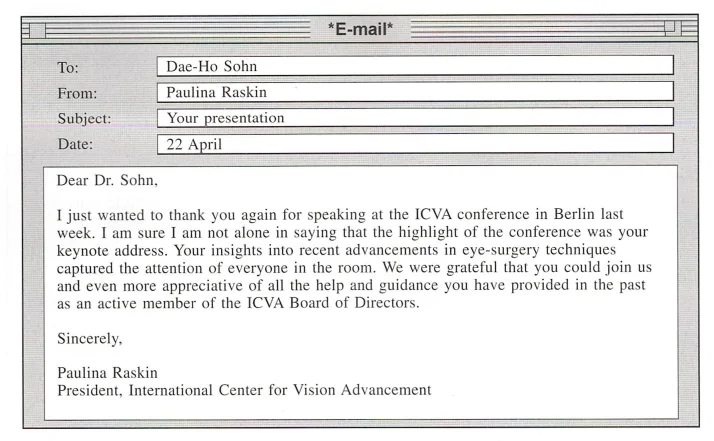 *E-mail*
To: Dae-Ho Sohn
From: Paulina Raskin
Subject: Your presentation
Date: 22 April
Dear Dr. Sohn,
I just wanted to thank you again for speaking at the ICVA conference in Berlin last
week. I am sure I am not alone in saying that the highlight of the conference was your
keynote address. Your insights into recent advancements in eye-surgery techniques
captured the attention of everyone in the room. We were grateful that you could join us
and even more appreciative of all the help and guidance you have provided in the past
as an active member of the ICVA Board of Directors.
Sincerely,
Paulina Raskin
President, International Center for Vision Advancement